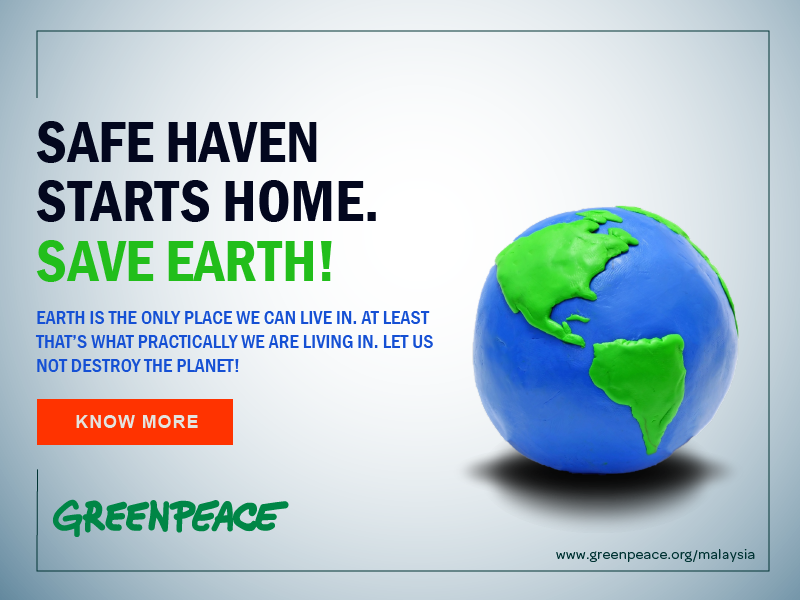 SAFE HAVEN
STARTS HOME.
SAVE EARTH!
EARTH IS THE ONLY PLACE WE CAN LIVE IN. AT LEAST
THAT'S WHAT PRACTICALLY WE ARE LIVING IN. LET US
NOT DESTROY THE PLANET!
KNOW MORE
GREENPEACE
www.greenpeace.org/malaysia